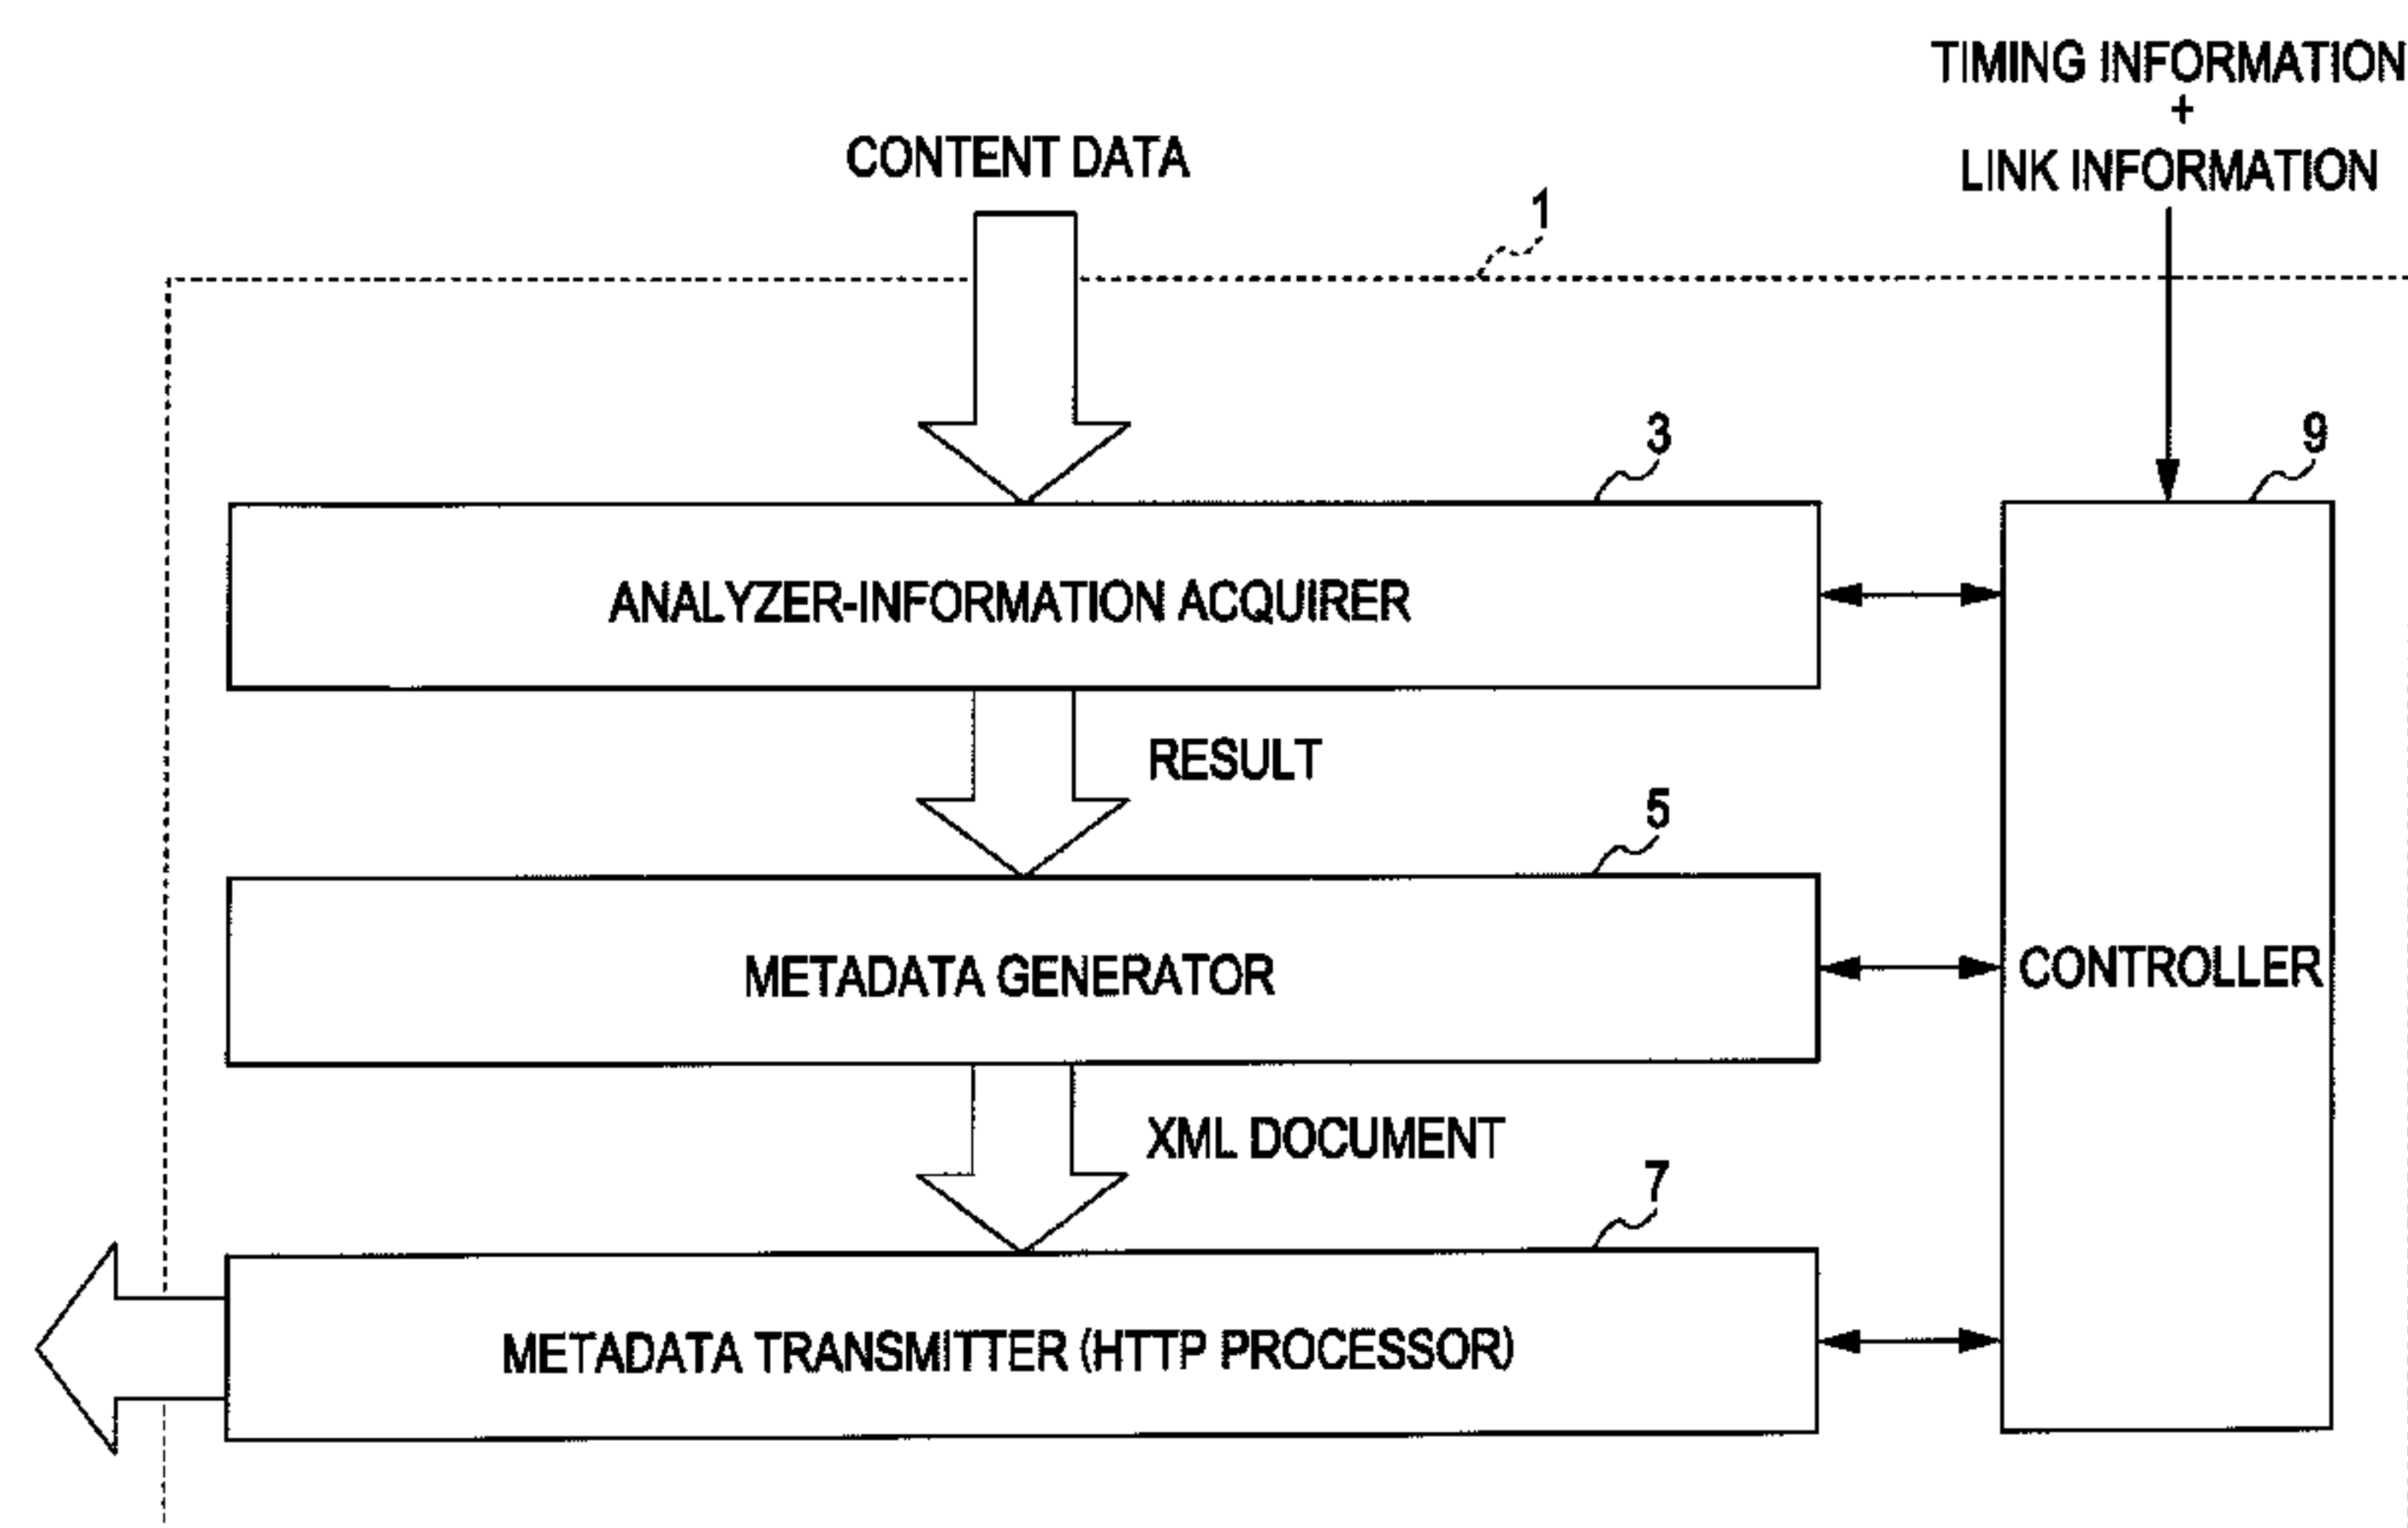 TIMING INFORMATION
+
LINK INFORMATION
CONTENT DATA
1
3
9
ANALYZER-INFORMATION ACQUIRER
RESULT
5
METADATA GENERATOR
CONTROLLER
XML DOCUMENT
7
METADATA TRANSMITTER (HTTP PROCESSOR)